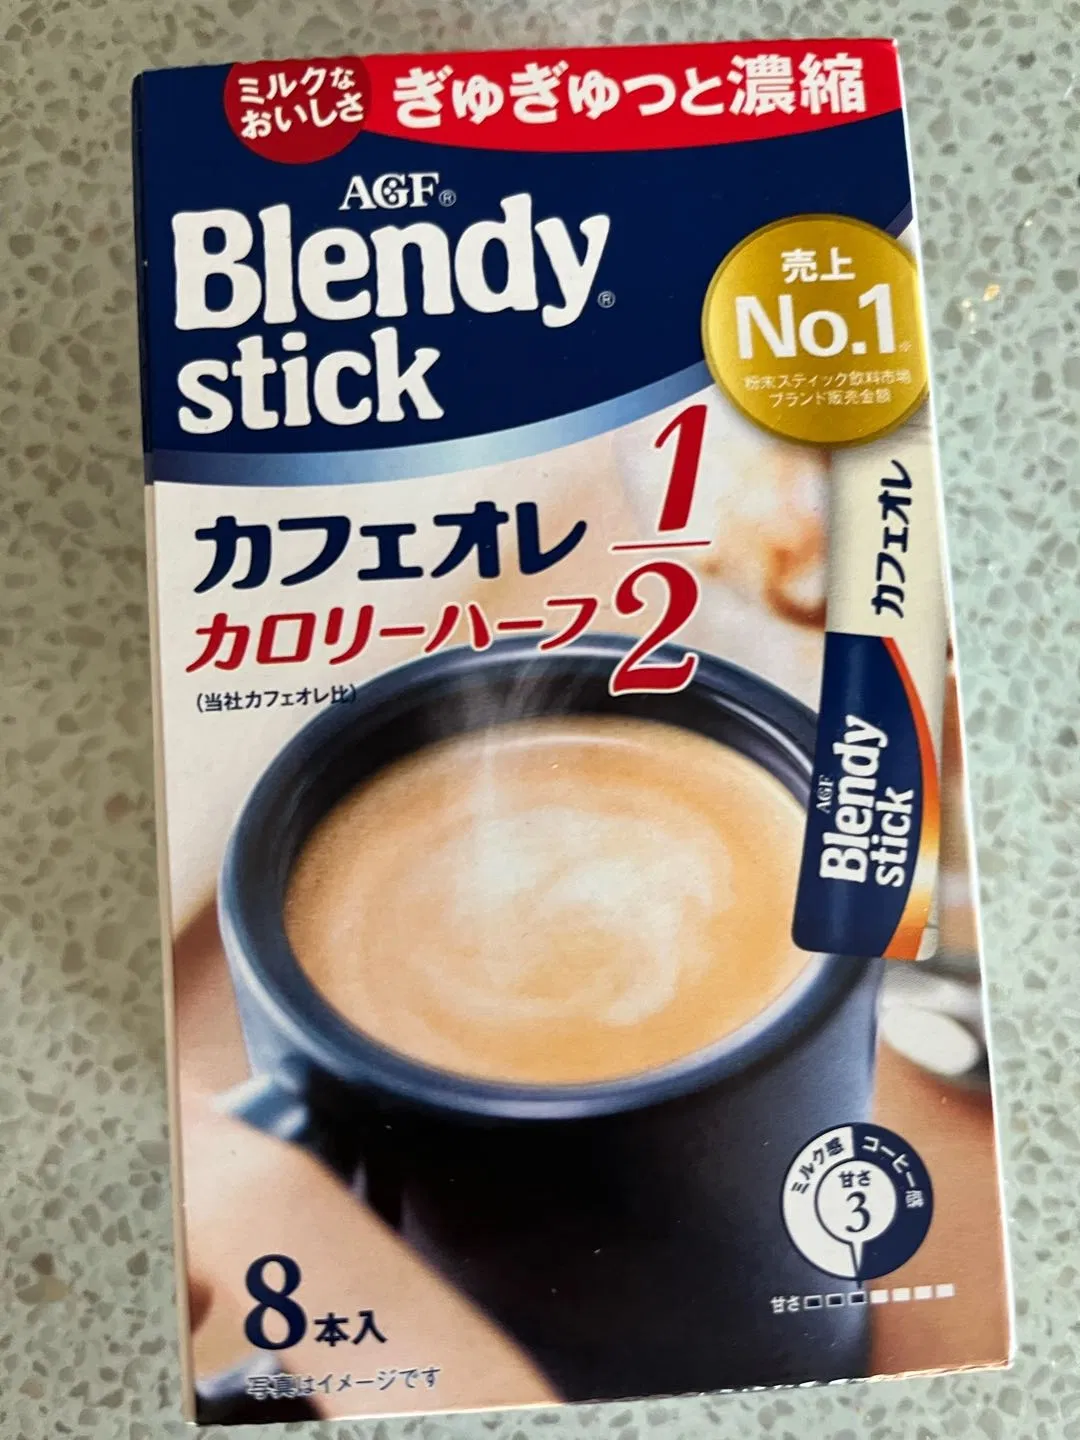 ミルクな
おいしさ
ぎゅぎゅっと濃縮
AGF®
Blendy®
stick
売上
No.1※
粉末スティック飲料市場
ブランド販売金額
カフェオレ
カロリーハーフ
1/2
(当社カフェオレ比)
カフェオレ
AGF
Blendy
stick
ミルク感
コーヒー感
甘さ
3
甘さ
8本入
写真はイメージです